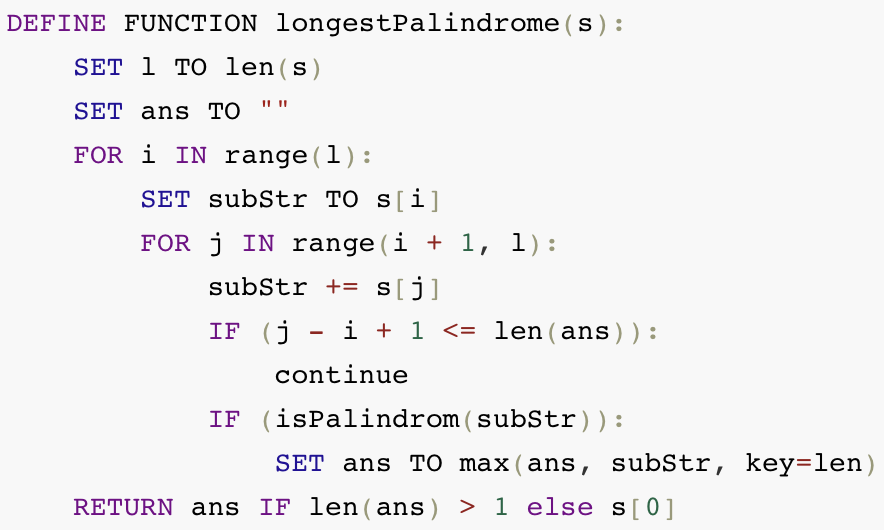 DEFINE FUNCTION longestPalindrome(s):
    SET l TO len(s)
    SET ans TO ""
    FOR i IN range(l):
        SET subStr TO s[i]
        FOR j IN range(i + 1, l):
            subStr += s[j]
            IF (j - i + 1 <= len(ans)):
                continue
            IF (isPalindrom(subStr)):
                SET ans TO max(ans, subStr, key=len)
    RETURN ans IF len(ans) > 1 else s[0]